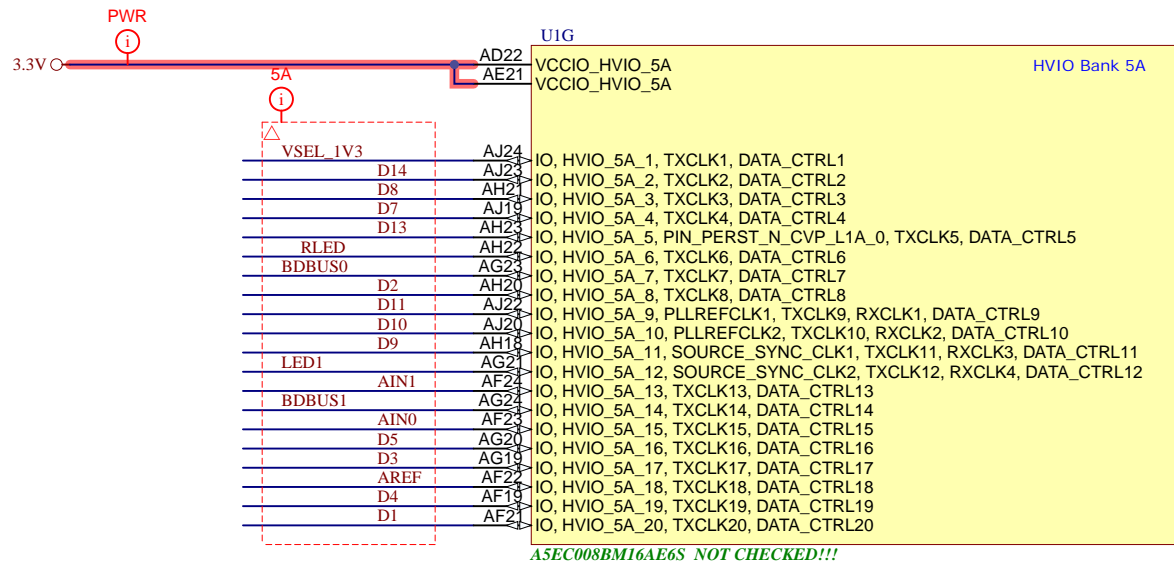 PWR
i
U1G
3.3V
AD22
VCCIO_HVIO_5A
HVIO Bank 5A
AE21
VCCIO_HVIO_5A
5A
i
VSEL_1V3 AJ24 IO, HVIO_5A_1, TXCLK1, DATA_CTRL1
D14 AJ23 IO, HVIO_5A_2, TXCLK2, DATA_CTRL2
D8 AH21 IO, HVIO_5A_3, TXCLK3, DATA_CTRL3
D7 AJ19 IO, HVIO_5A_4, TXCLK4, DATA_CTRL4
D13 AH23 IO, HVIO_5A_5, PIN_PERST_N_CVP_L1A_0, TXCLK5, DATA_CTRL5
RLED AH22 IO, HVIO_5A_6, TXCLK6, DATA_CTRL6
BDBUS0 AG23 IO, HVIO_5A_7, TXCLK7, DATA_CTRL7
D2 AH20 IO, HVIO_5A_8, TXCLK8, DATA_CTRL8
D11 AJ22 IO, HVIO_5A_9, PLLREFCLK1, TXCLK9, RXCLK1, DATA_CTRL9
D10 AJ20 IO, HVIO_5A_10, PLLREFCLK2, TXCLK10, RXCLK2, DATA_CTRL10
D9 AH18 IO, HVIO_5A_11, SOURCE_SYNC_CLK1, TXCLK11, RXCLK3, DATA_CTRL11
LED1 AG21 IO, HVIO_5A_12, SOURCE_SYNC_CLK2, TXCLK12, RXCLK4, DATA_CTRL12
AIN1 AF24 IO, HVIO_5A_13, TXCLK13, DATA_CTRL13
BDBUS1 AG24 IO, HVIO_5A_14, TXCLK14, DATA_CTRL14
AIN0 AF23 IO, HVIO_5A_15, TXCLK15, DATA_CTRL15
D5 AG20 IO, HVIO_5A_16, TXCLK16, DATA_CTRL16
D3 AG19 IO, HVIO_5A_17, TXCLK17, DATA_CTRL17
AREF AF22 IO, HVIO_5A_18, TXCLK18, DATA_CTRL18
D4 AF19 IO, HVIO_5A_19, TXCLK19, DATA_CTRL19
D1 AF21 IO, HVIO_5A_20, TXCLK20, DATA_CTRL20
A5EC008BM16AE6S NOT CHECKED!!!